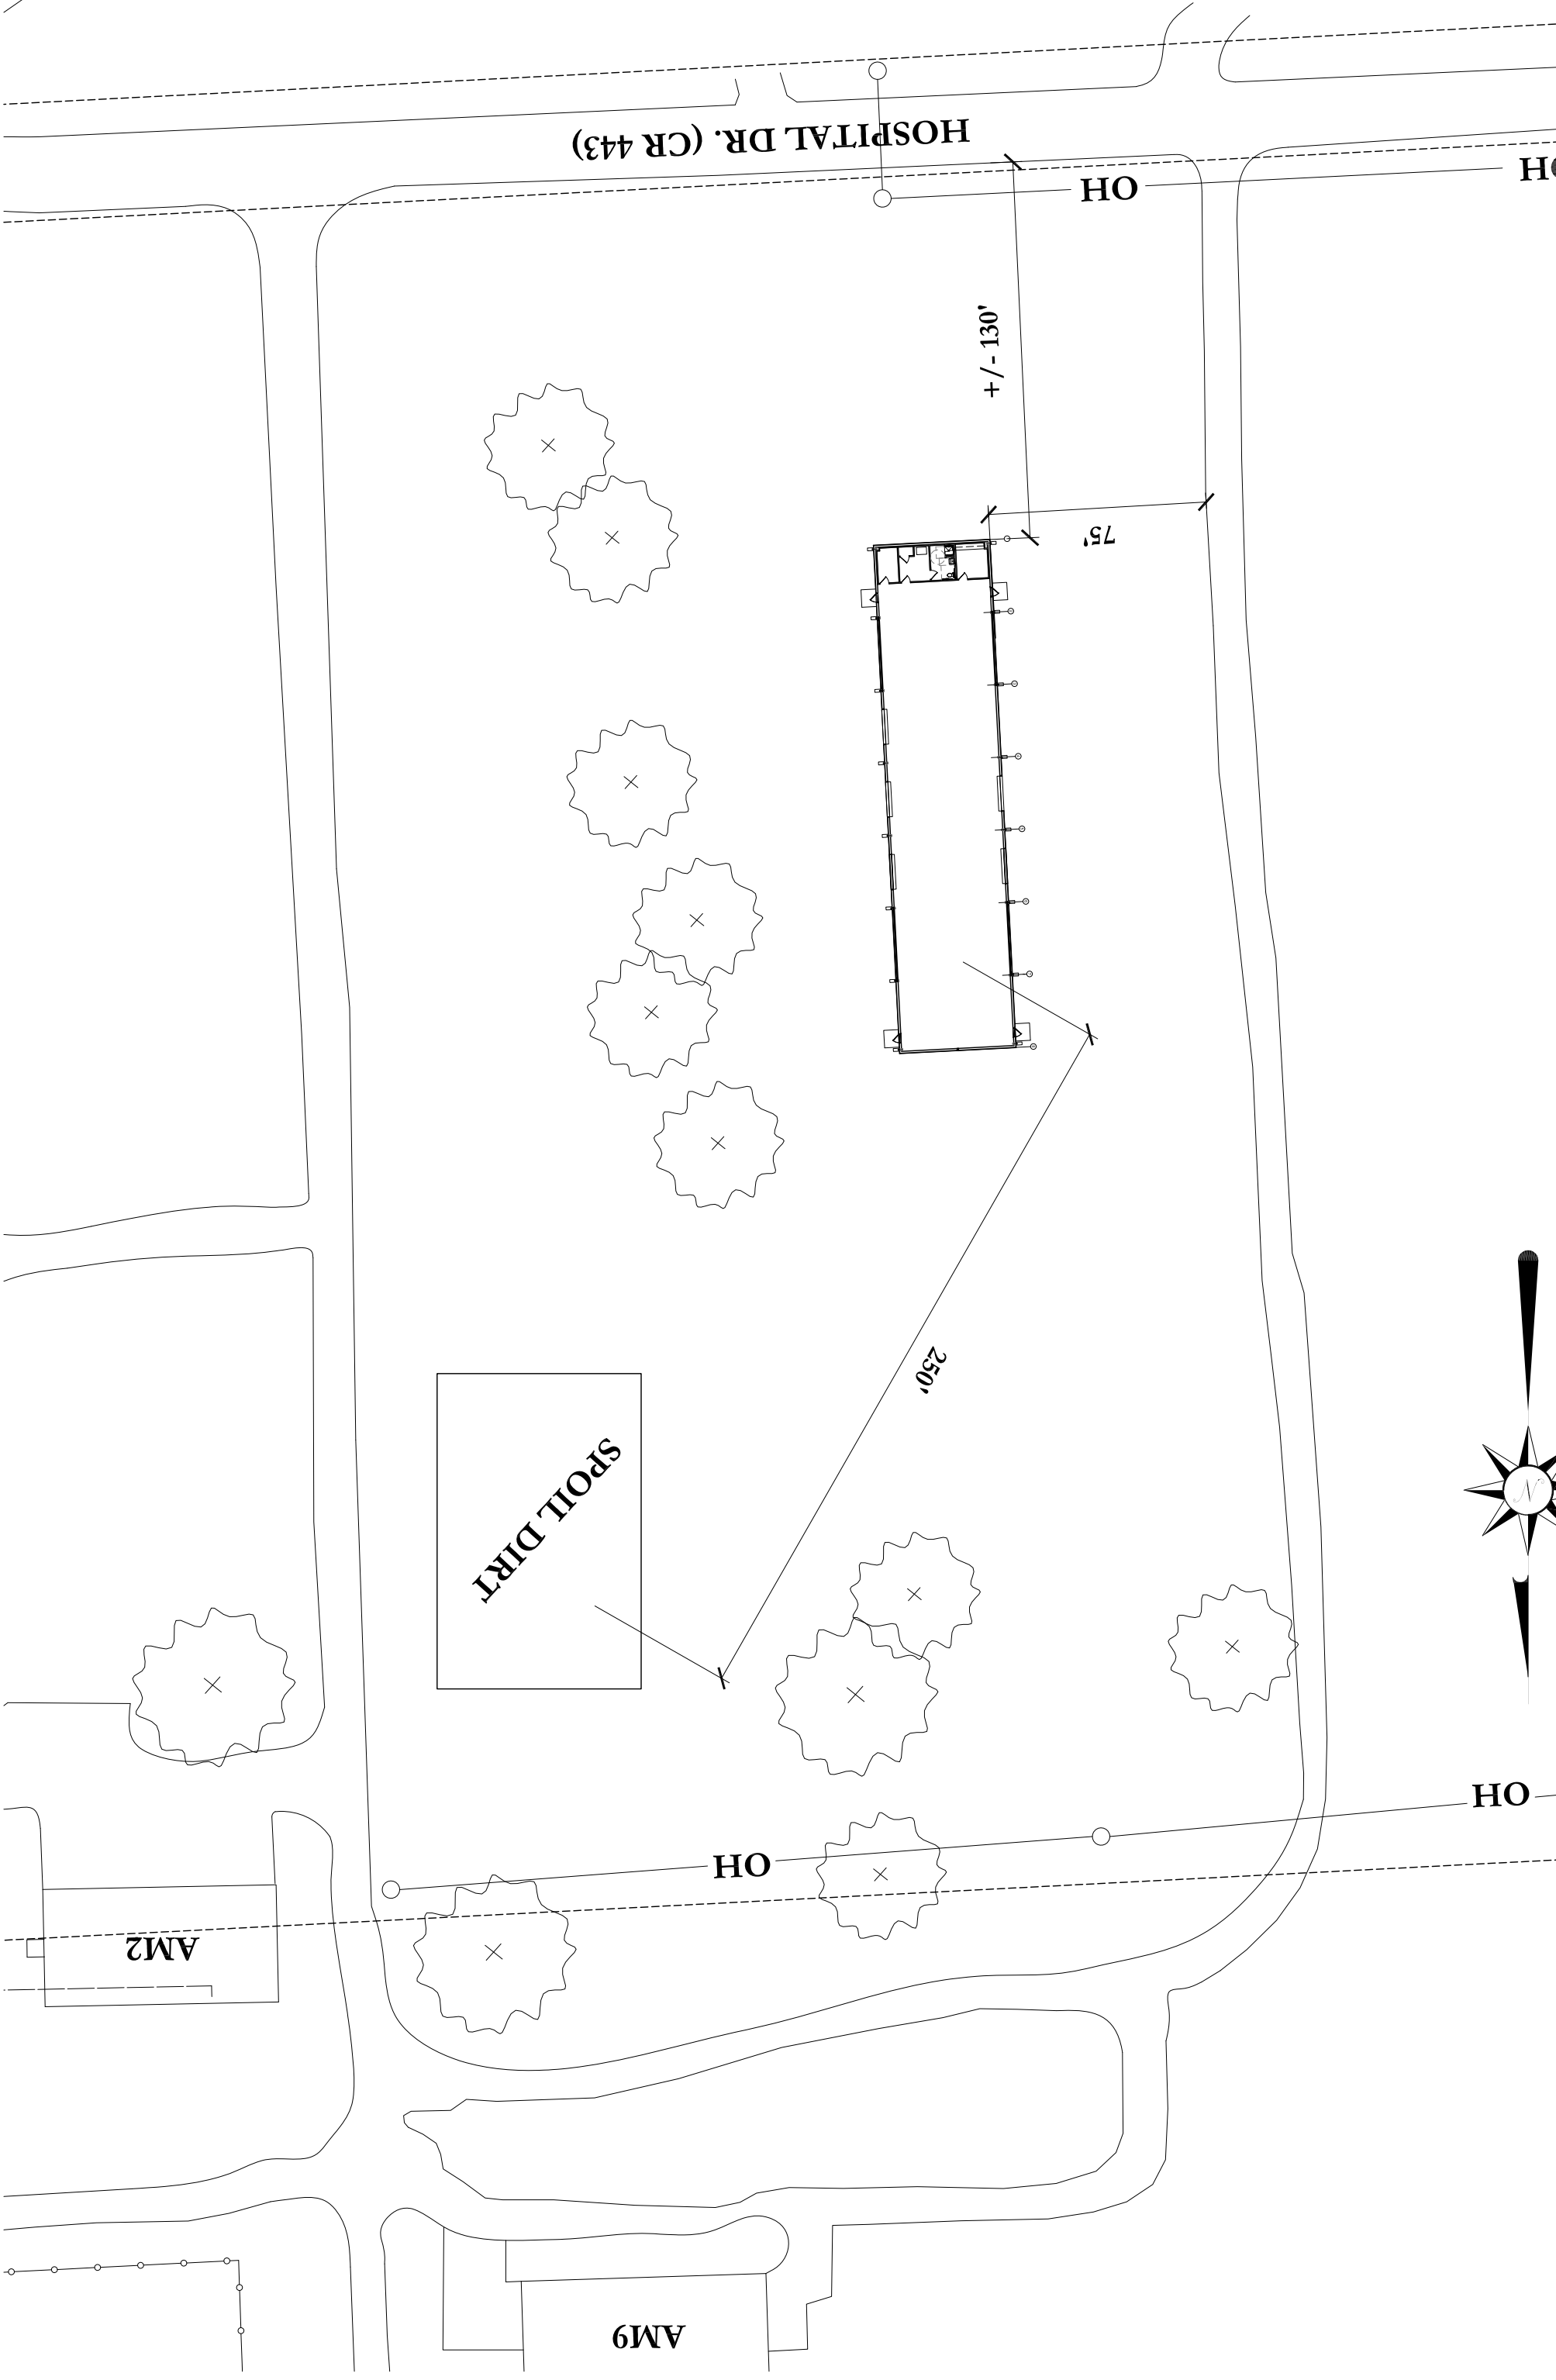 HOSPITAL DR. (CR 443)
OH
OH
+/- 130'
75'
250'
SPOIL DIRT
OH
OH
AM2
N
AM9